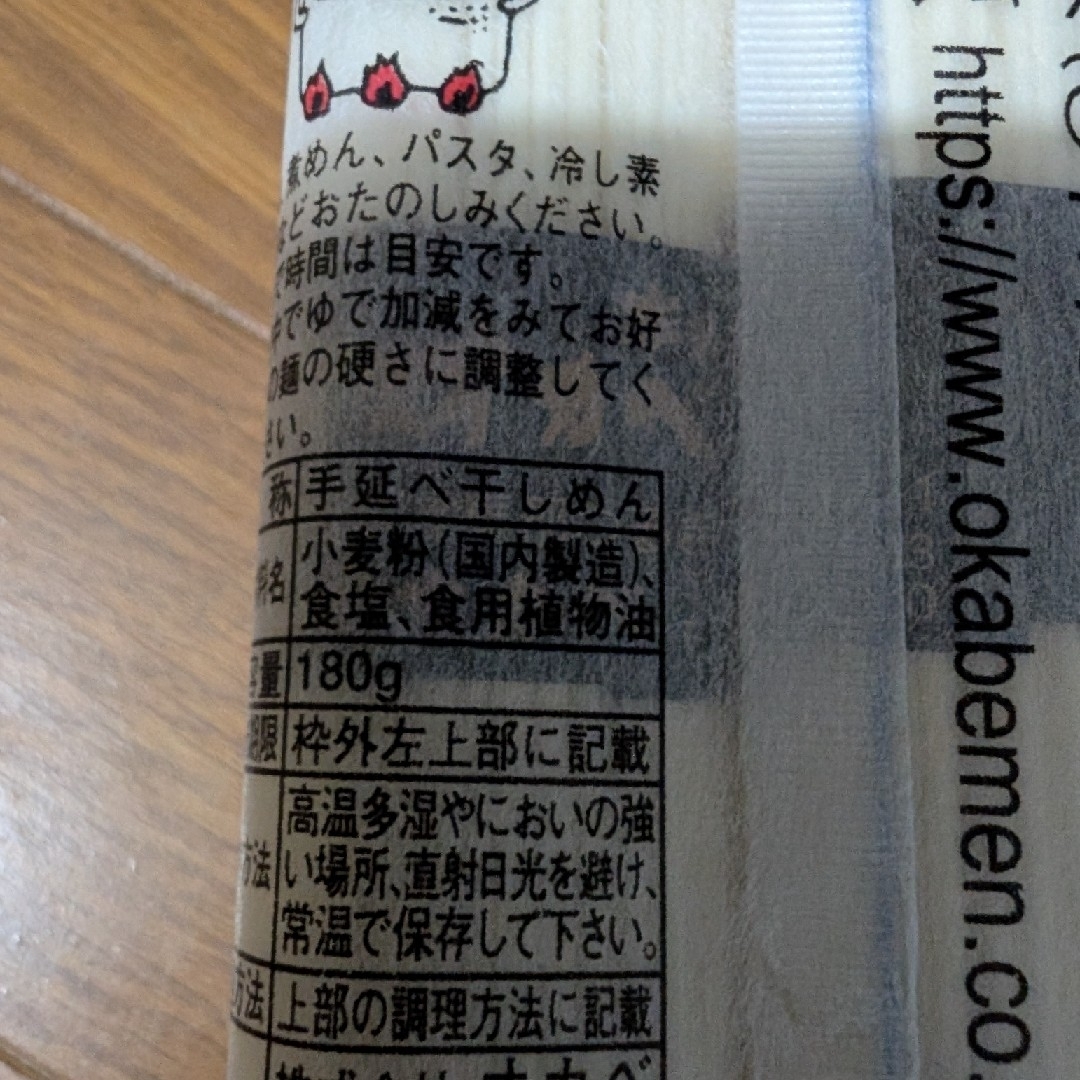 煮めん、パスタ、冷し素
などおたのしみください。
で時間は目安です。
中でゆで加減をみてお好
の麺の硬さに調整してく
さい。
称 手延べ干しめん
料名 小麦粉(国内製造)、
食塩、食用植物油
容量 180g
期限 枠外左上部に記載
方法 高温多湿やにおいの強
い場所、直射日光を避け、
常温で保存して下さい。
方法 上部の調理方法に記載
株式会社 オカベ
https://www.okabemen.co.